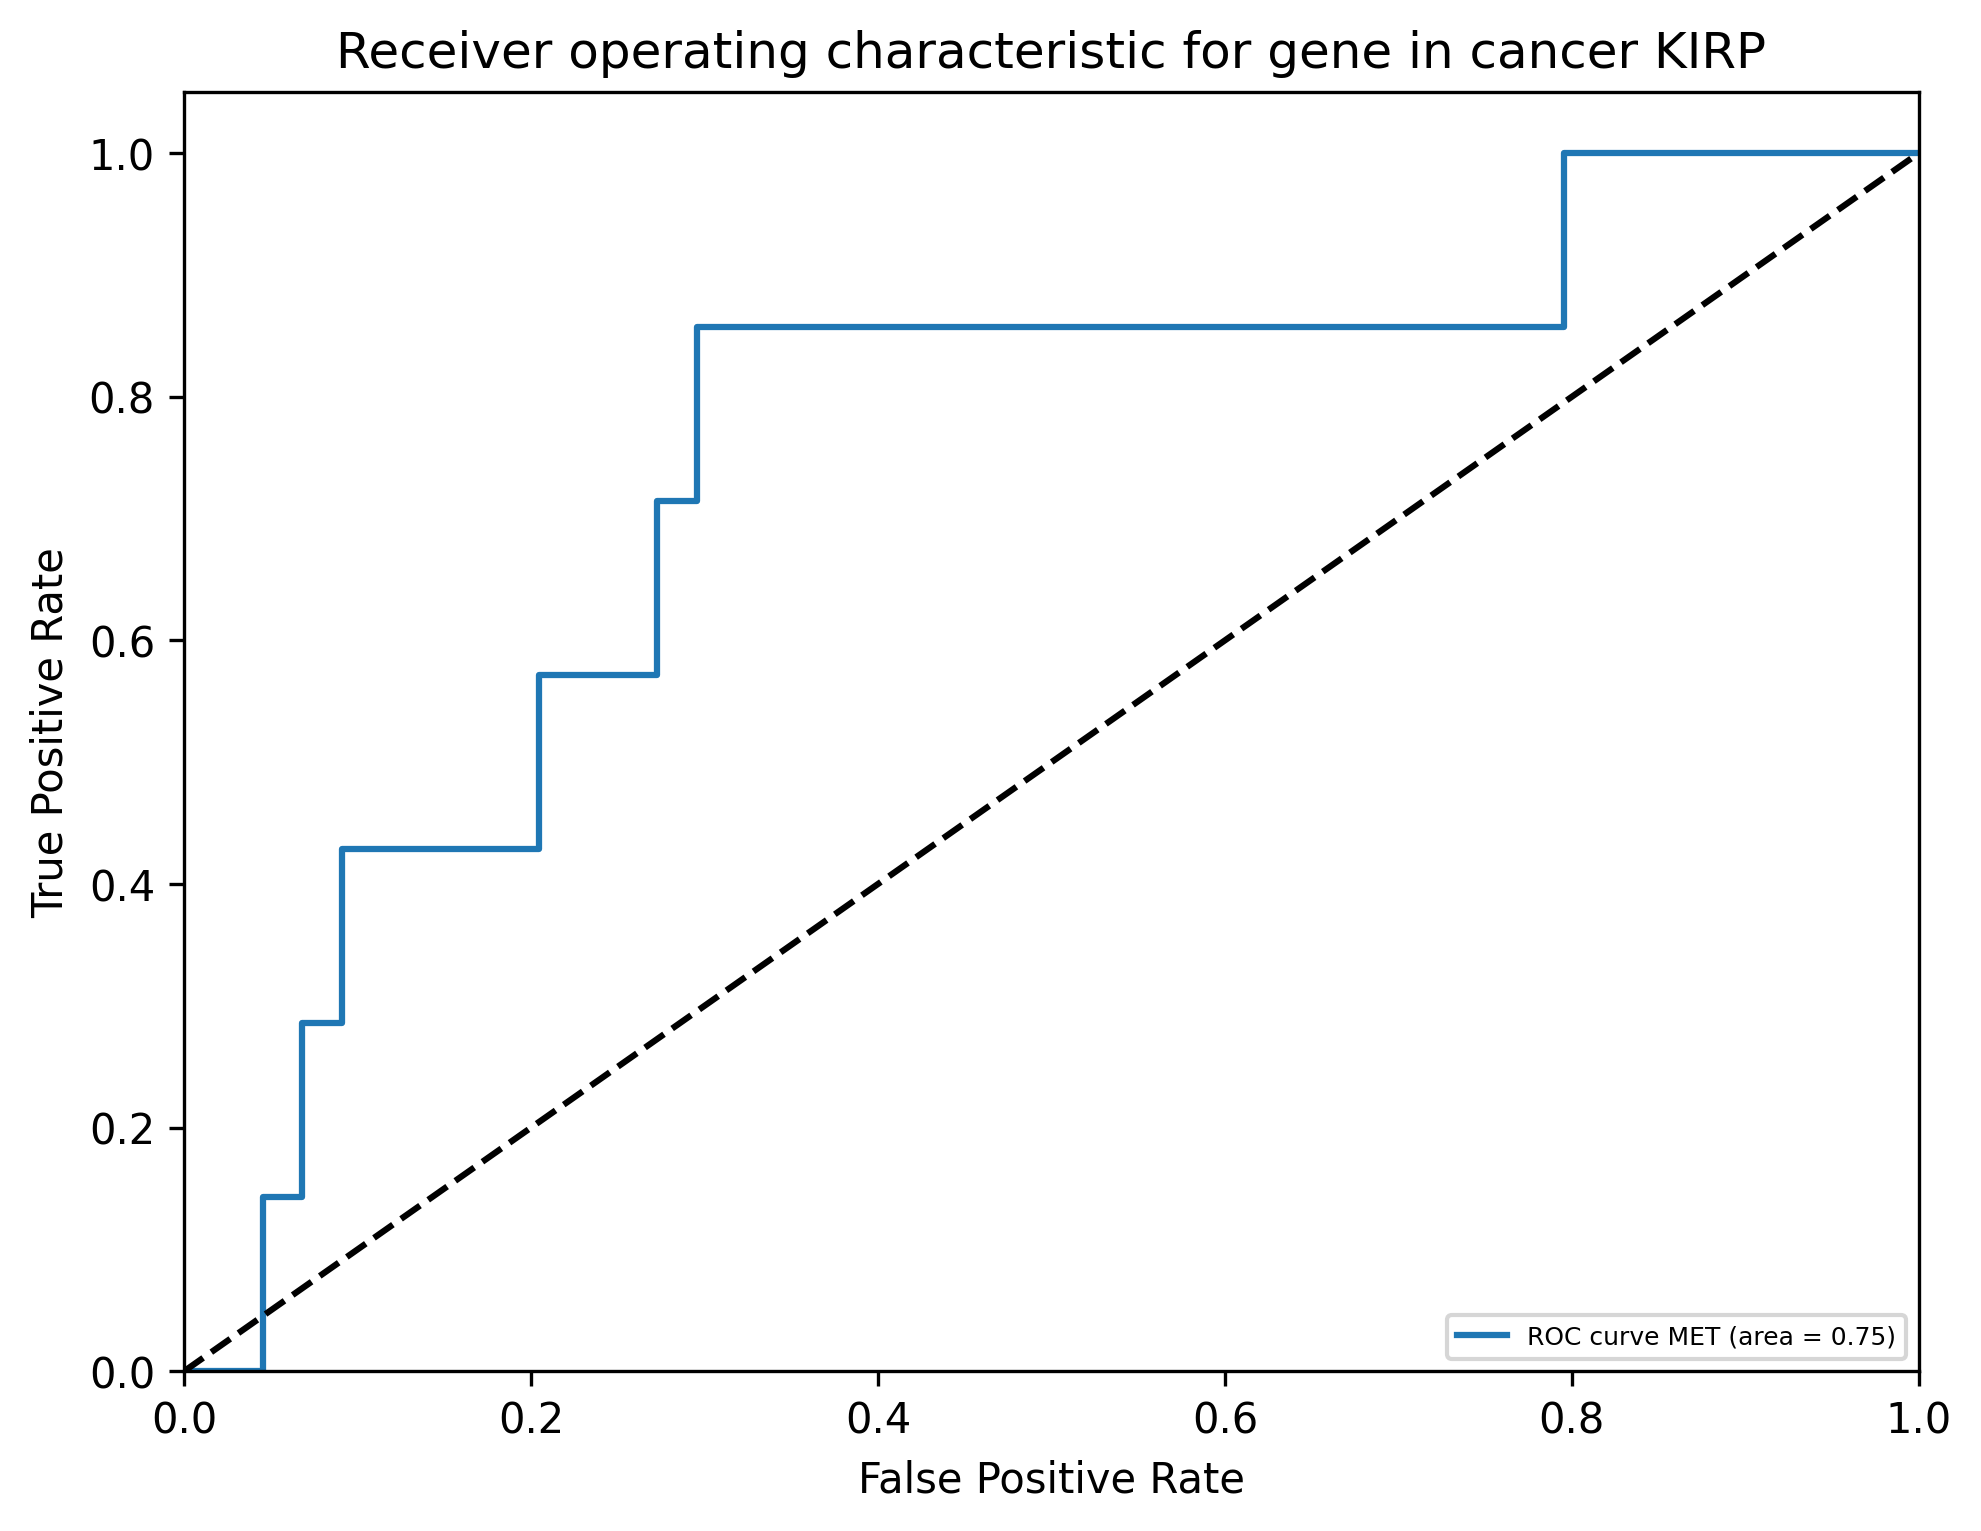 Receiver operating characteristic for gene in cancer KIRP
True Positive Rate
1.0
0.8
0.6
0.4
0.2
0.0
ROC curve MET (area = 0.75)
0.0 0.2 0.4 0.6 0.8 1.0
False Positive Rate